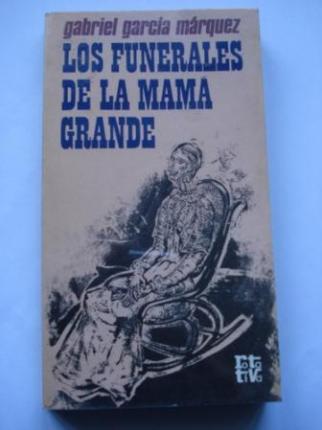 gabriel garcía márquez
LOS FUNERALES
DE LA MAMA
GRANDE